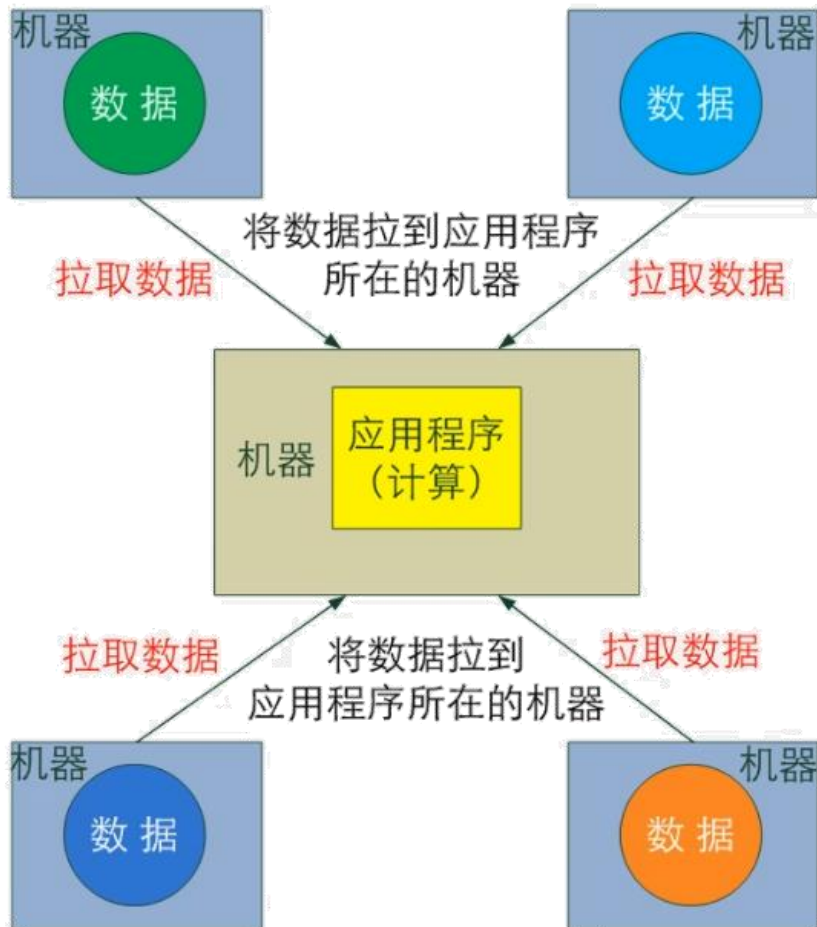 机器
数据
机器
数据
将数据拉到应用程序
所在的机器
拉取数据
拉取数据
机器
应用程序
（计算）
拉取数据
将数据拉到
应用程序所在的机器
拉取数据
机器
数据
机器
数据